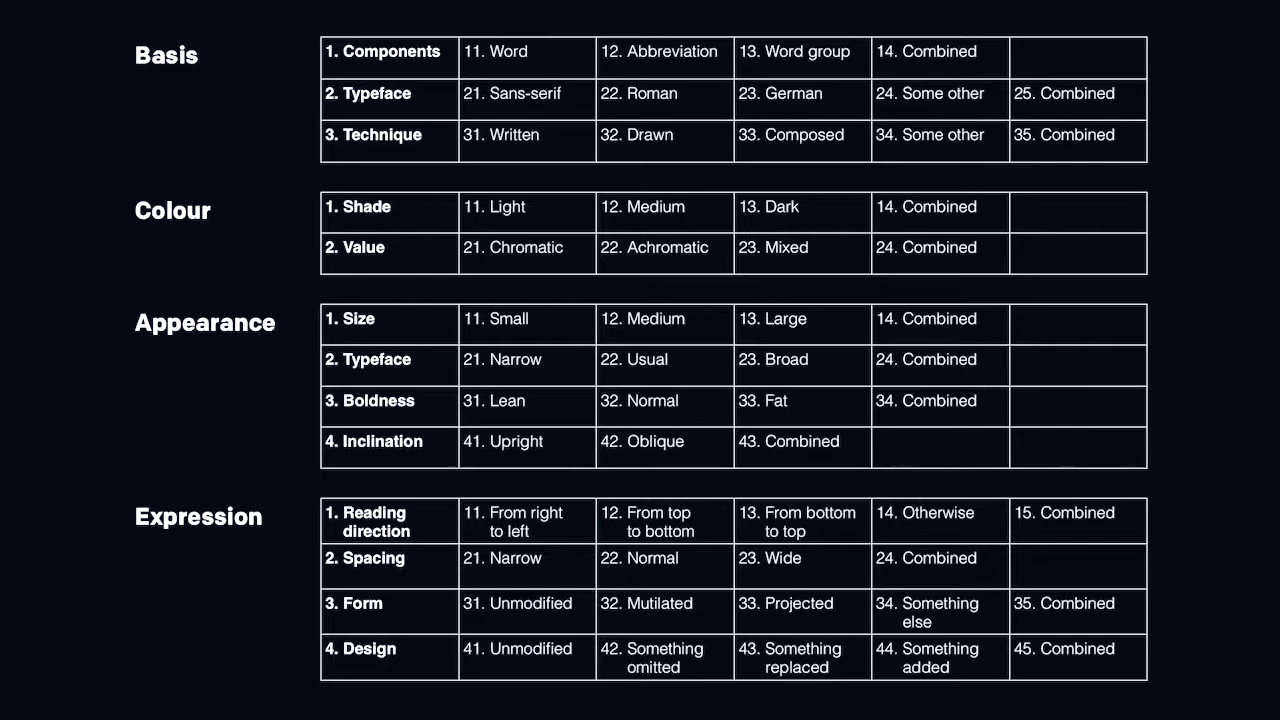 Basis
1. Components 11. Word 12. Abbreviation 13. Word group 14. Combined
2. Typeface 21. Sans-serif 22. Roman 23. German 24. Some other 25. Combined
3. Technique 31. Written 32. Drawn 33. Composed 34. Some other 35. Combined
Colour
1. Shade 11. Light 12. Medium 13. Dark 14. Combined
2. Value 21. Chromatic 22. Achromatic 23. Mixed 24. Combined
Appearance
1. Size 11. Small 12. Medium 13. Large 14. Combined
2. Typeface 21. Narrow 22. Usual 23. Broad 24. Combined
3. Boldness 31. Lean 32. Normal 33. Fat 34. Combined
4. Inclination 41. Upright 42. Oblique 43. Combined
Expression
1. Reading
direction
11. From right
to left
12. From top
to bottom
13. From bottom
to top
14. Otherwise
15. Combined
2. Spacing 21. Narrow 22. Normal 23. Wide 24. Combined
3. Form
31. Unmodified
32. Mutilated
33. Projected
34. Something
else
35. Combined
4. Design
41. Unmodified
42. Something
omitted
43. Something
replaced
44. Something
added
45. Combined